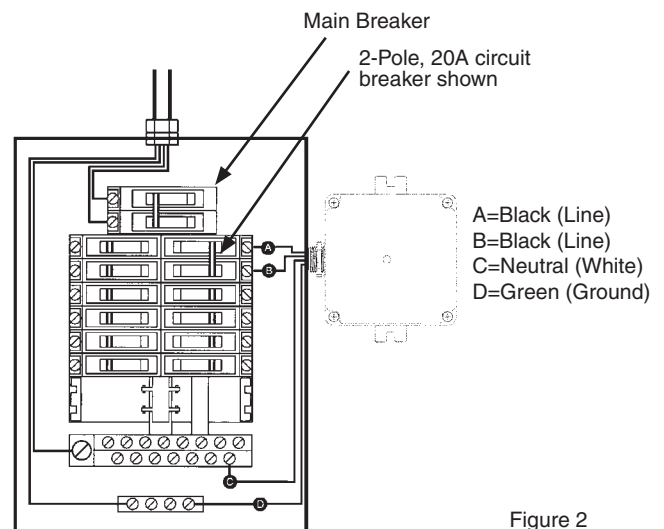 Main Breaker
2-Pole, 20A circuit
breaker shown
A
B
A=Black (Line)
B=Black (Line)
C=Neutral (White)
D=Green (Ground)
C
D
Figure 2